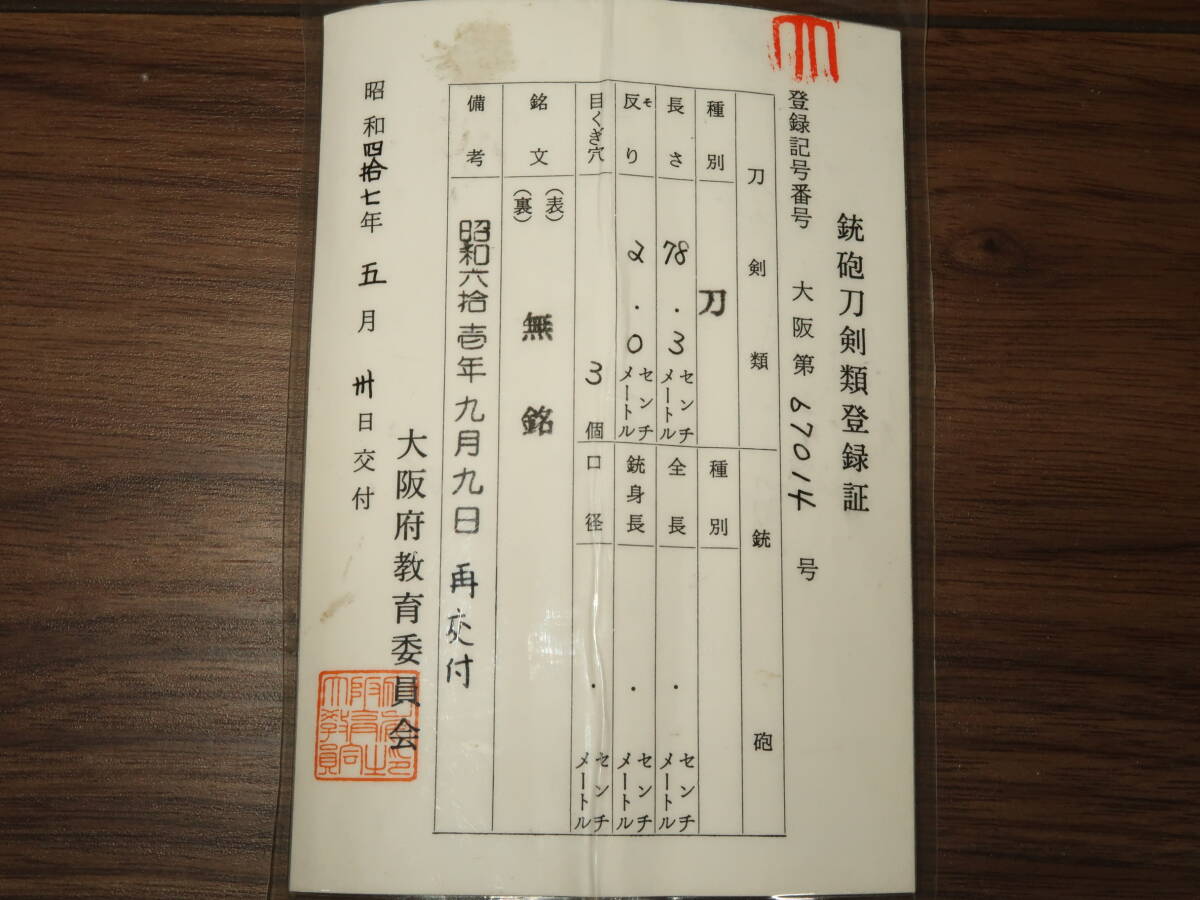 銃砲刀剣類登録証
登録記号番号 大阪第 67014 号
刀剣類
種別 刀
長さ 78.3 センチメートル
反り ソ 2.0 センチメートル
目くぎ穴 3個
銃砲
種別
全長 . センチメートル
銃身長 . センチメートル
口径 . センチメートル
銘文 (表) (裏) 無銘
備考 昭和六拾壱年九月九日 再交付
昭和四拾七年 五月 卅日交付
大阪府教育委員会